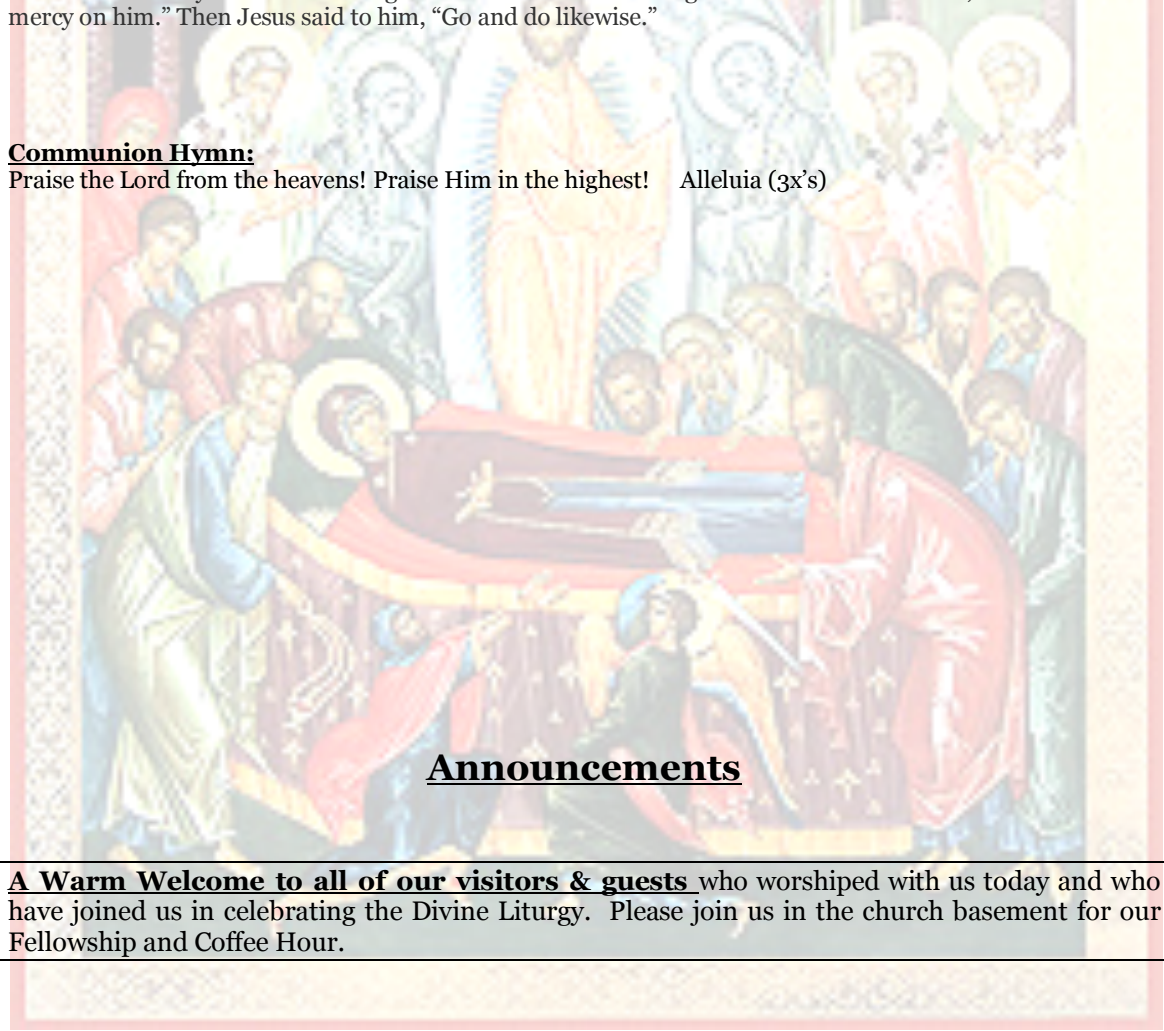 mercy on him.” Then Jesus said to him, “Go and do likewise.”
Communion Hymn:
Praise the Lord from the heavens! Praise Him in the highest! Alleluia (3x’s)
Announcements
A Warm Welcome to all of our visitors & guests who worshiped with us today and who
have joined us in celebrating the Divine Liturgy. Please join us in the church basement for our
Fellowship and Coffee Hour.